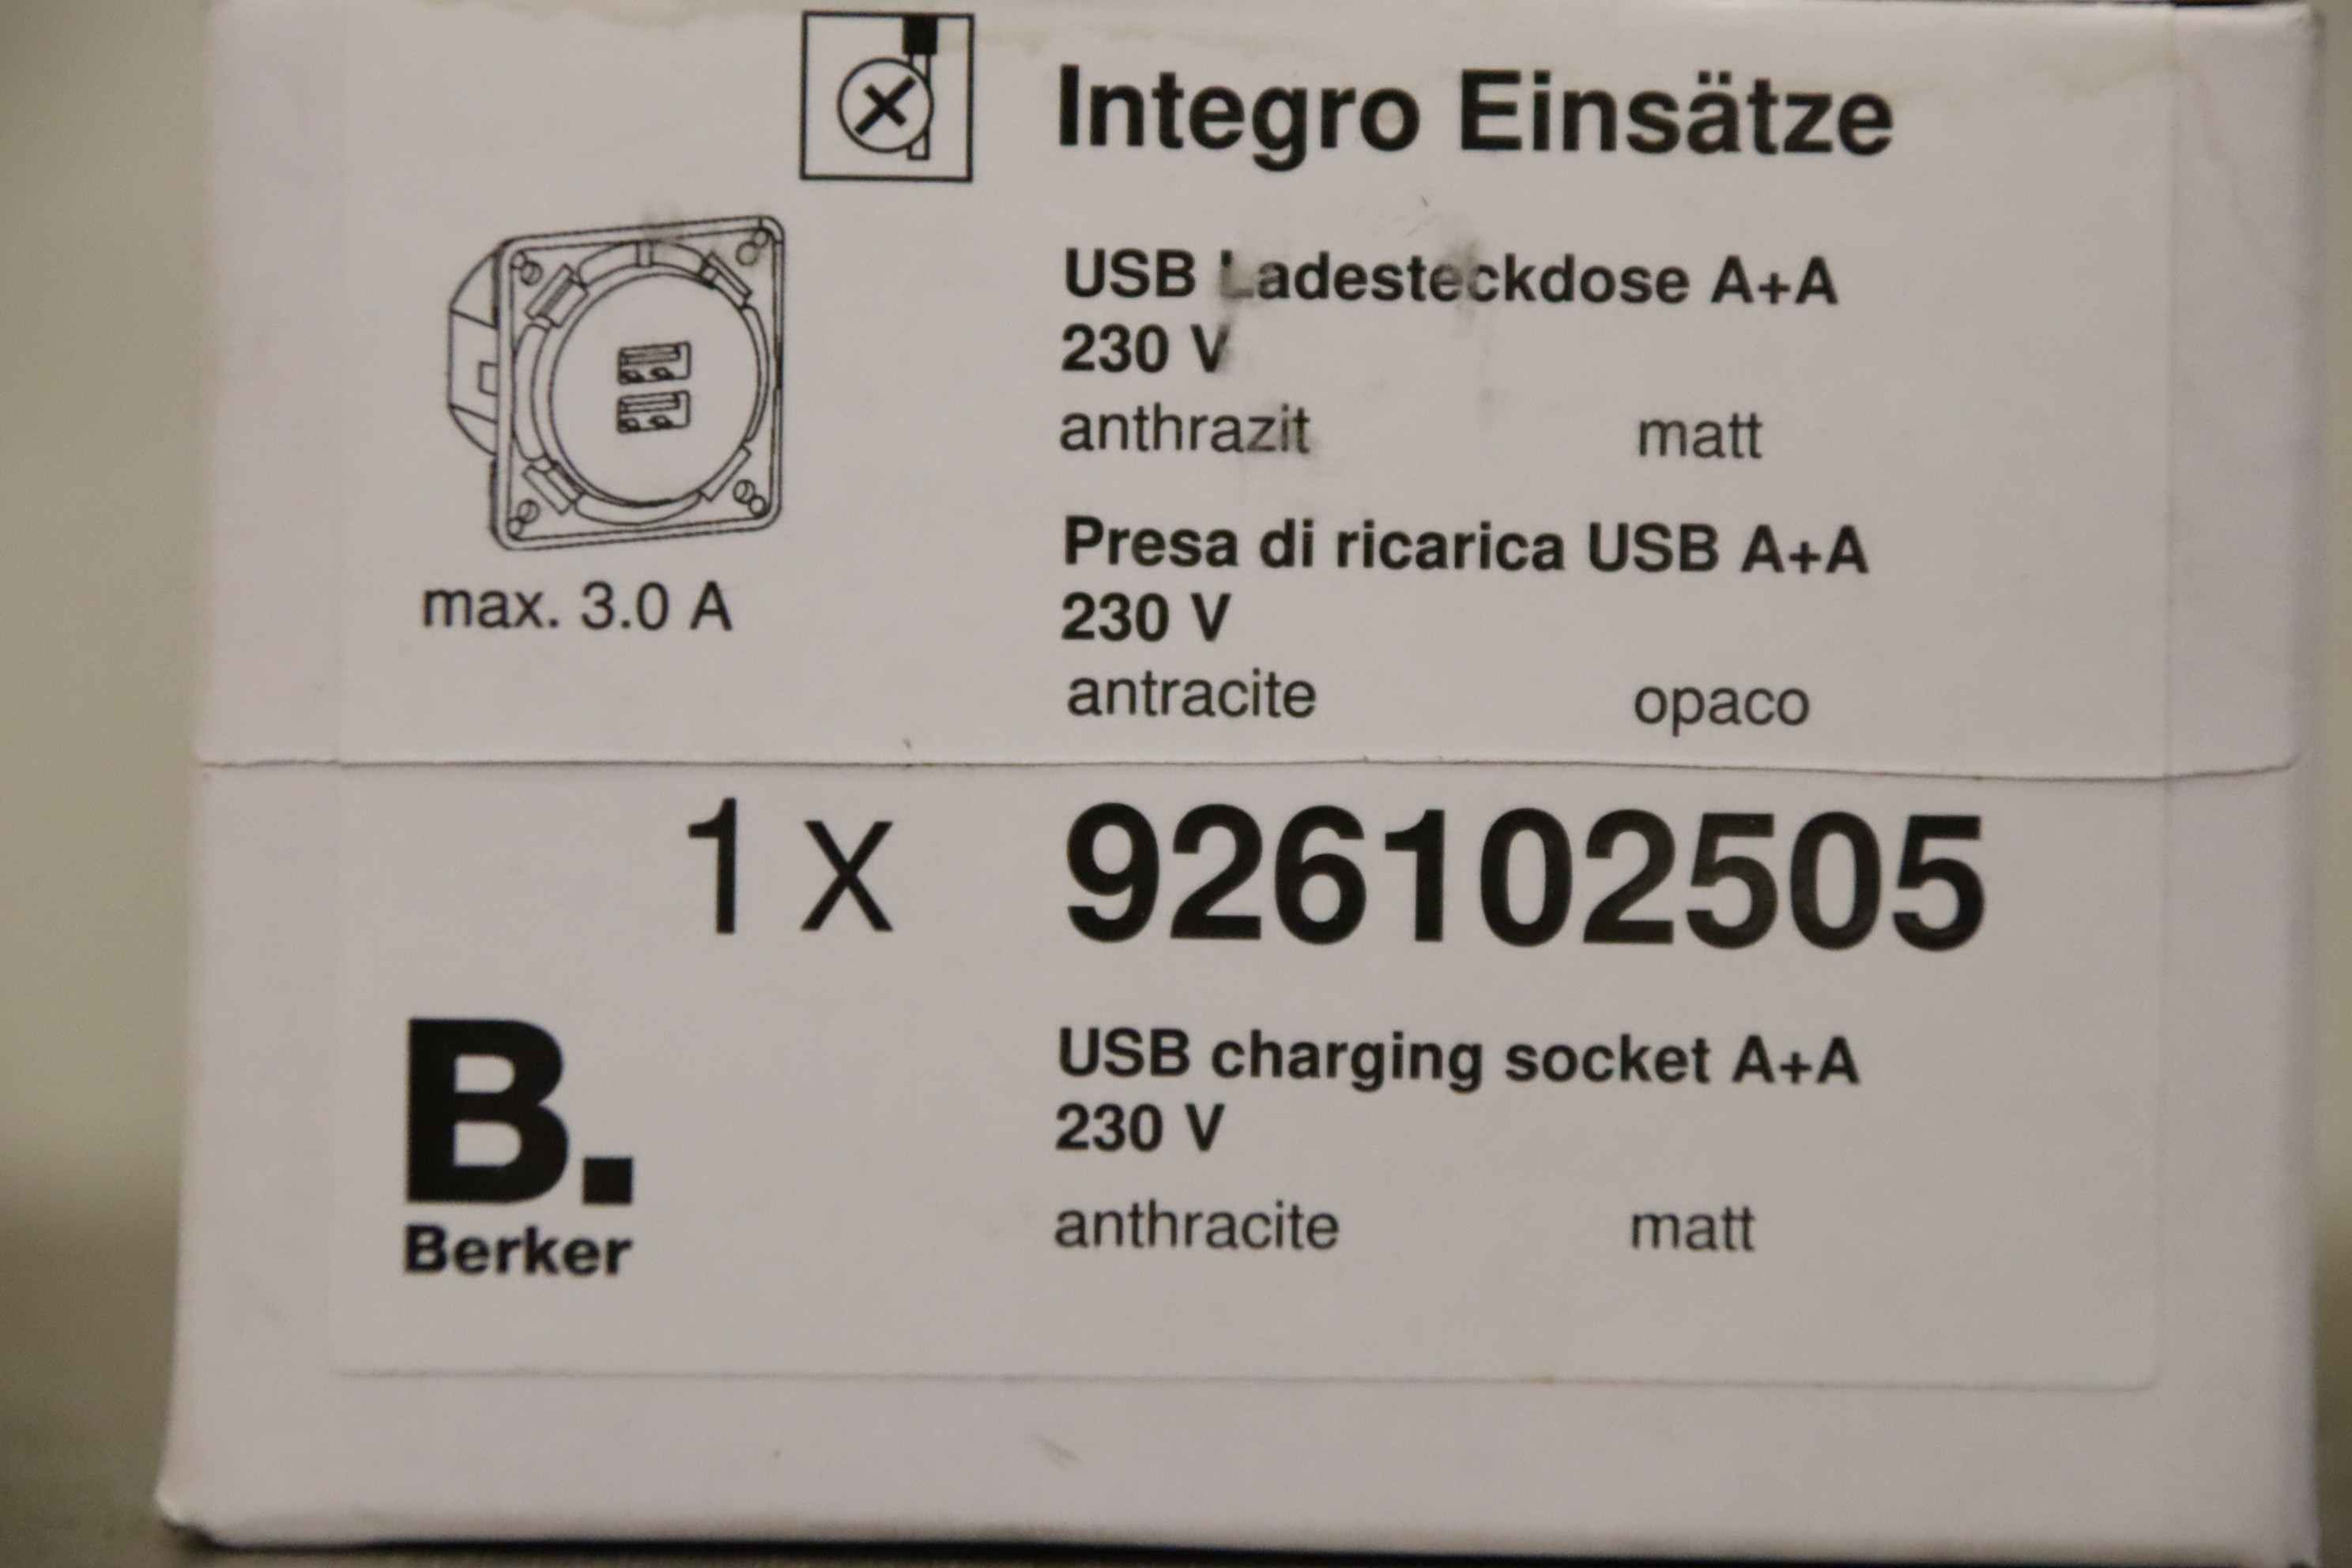 Integro Einsätze
USB Ladesteckdose A+A
230 V
anthrazit matt
Presa di ricarica USB A+A
230 V
antracite opaco
max. 3.0 A
1 X 926102505
B.
Berker
USB charging socket A+A
230 V
anthracite matt